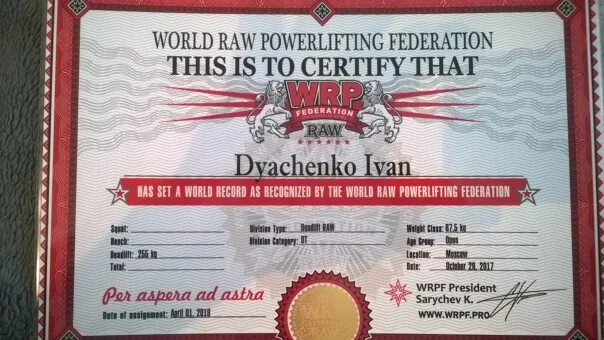 WORLD RAW POWERLIFTING FEDERATION
THIS IS TO CERTIFY THAT
WRP
FEDERATION
RAW
Dyachenko Ivan
HAS SET A WORLD RECORD AS RECOGNIZED BY THE WORLD RAW POWERLIFTING FEDERATION
Squat:
Bench:
Deadlift: 255 kg
Total:
Division Type: Deadlift RAW
Division Category: DT
Weight Class: 67.5 kg
Age Group: Open
Location: Moscow
Date: October 28, 2017
Per aspera ad astra
Date of assignment: April 01, 2018
WRPF President
Sarychev K.
WWW.WRPF.PRO